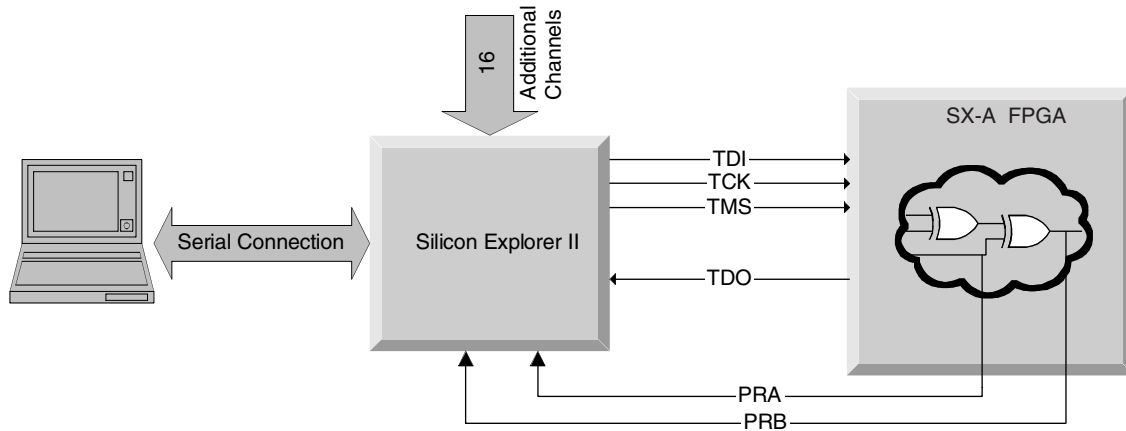 16
Additional
Channels
SX-A FPGA
TDI
TCK
TMS
Serial Connection
Silicon Explorer II
TDO
PRA
PRB